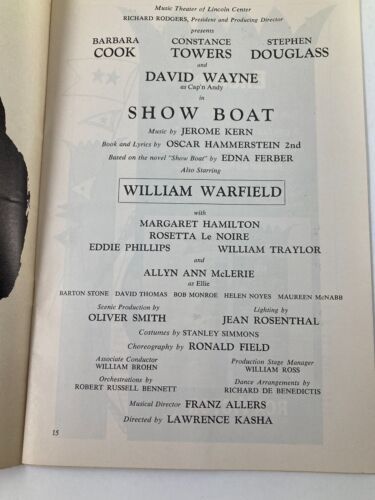 Music Theater of Lincoln Center
RICHARD RODGERS, President and Producing Director
presents
BARBARA CONSTANCE STEPHEN
COOK TOWERS DOUGLASS
and
DAVID WAYNE
as Cap'n Andy
in
SHOW BOAT
Music by JEROME KERN
Book and Lyrics by OSCAR HAMMERSTEIN 2nd
Based on the novel "Show Boat" by EDNA FERBER
Also Starring
WILLIAM WARFIELD
with
MARGARET HAMILTON
ROSETTA Le NOIRE
EDDIE PHILLIPS WILLIAM TRAYLOR
and
ALLYN ANN McLERIE
as Ellie
BARTON STONE DAVID THOMAS BOB MONROE HELEN NOYES MAUREEN McNABB
Scenic Production by Lighting by
OLIVER SMITH JEAN ROSENTHAL
Costumes by STANLEY SIMMONS
Choreography by RONALD FIELD
Associate Conductor Production Stage Manager
WILLIAM BROHN WILLIAM ROSS
Orchestrations by Dance Arrangements by
ROBERT RUSSELL BENNETT RICHARD DE BENEDICTIS
Musical Director FRANZ ALLERS
Directed by LAWRENCE KASHA
15